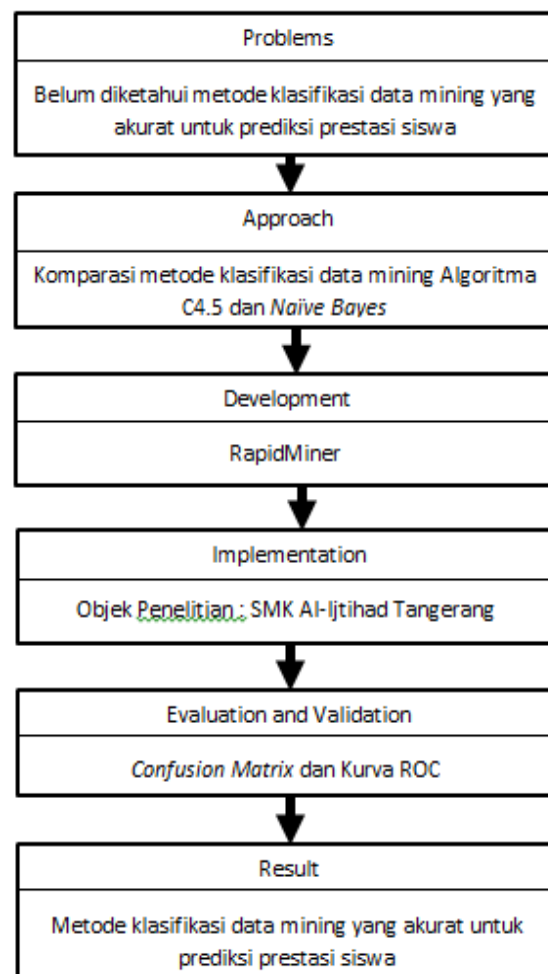 Problems
Belum diketahui metode klasifikasi data mining yang
akurat untuk prediksi prestasi siswa
Approach
Komparasi metode klasifikasi data mining Algoritma
C4.5 dan Naïve Bayes
Development
RapidMiner
Implementation
Objek Penelitian : SMK Al-Ijtihad Tangerang
Evaluation and Validation
Confusion Matrix dan Kurva ROC
Result
Metode klasifikasi data mining yang akurat untuk
prediksi prestasi siswa